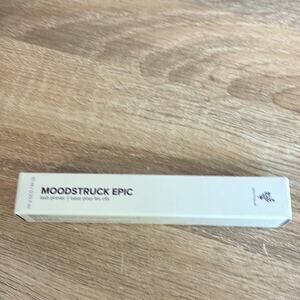 MOODSTRUCK EPIC
lash primer | base pour les cils